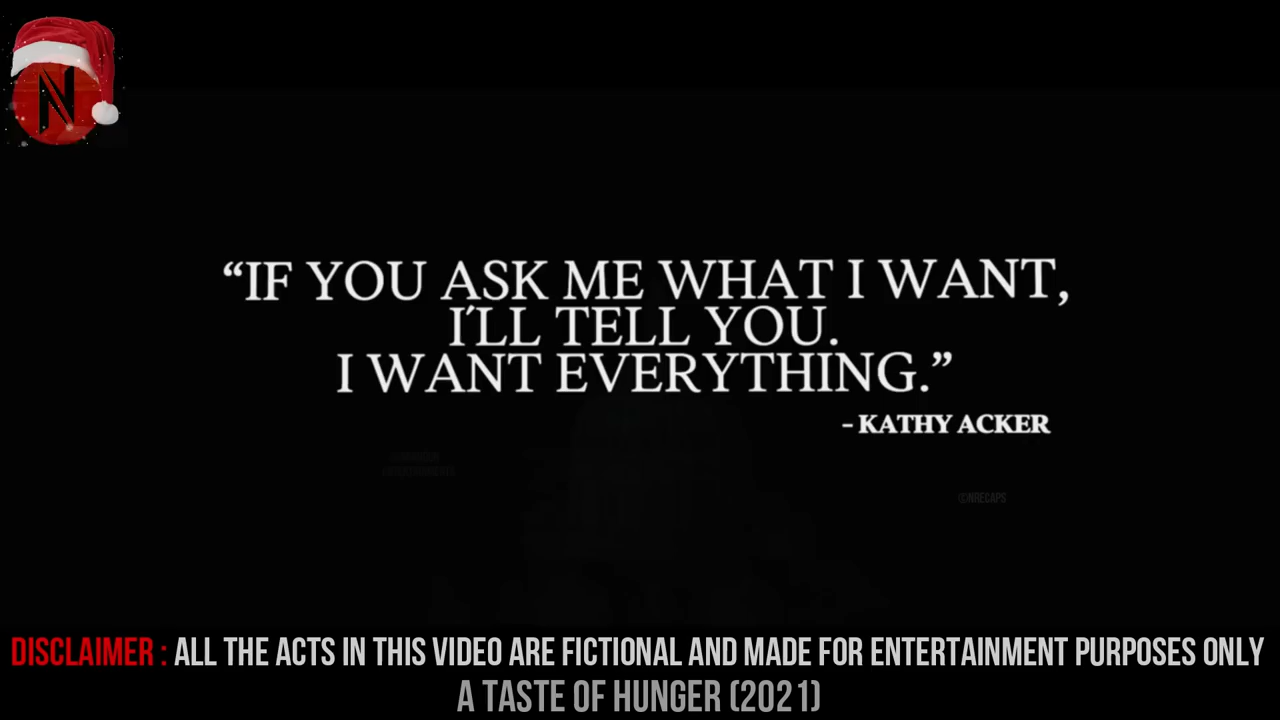 N
“IF YOU ASK ME WHAT I WANT,
I'LL TELL YOU.
I WANT EVERYTHING.”
- KATHY ACKER
©NRECAPS
DISCLAIMER : ALL THE ACTS IN THIS VIDEO ARE FICTIONAL AND MADE FOR ENTERTAINMENT PURPOSES ONLY
A TASTE OF HUNGER (2021)